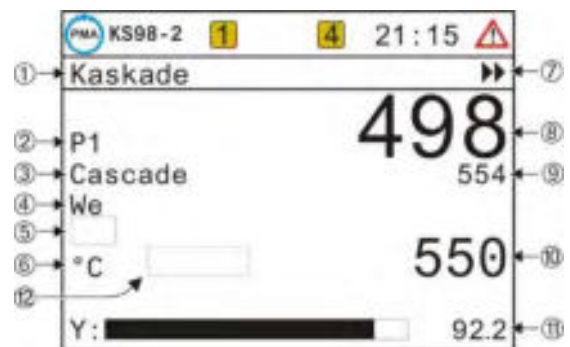 PMA KS98-2 1 4 21:15
① Kaskade ⑦
498 ⑧
② P1
③ Cascade 554 ⑨
④ We
⑤
⑥ °C 550 ⑩
⑫
Y: 92.2 ⑪